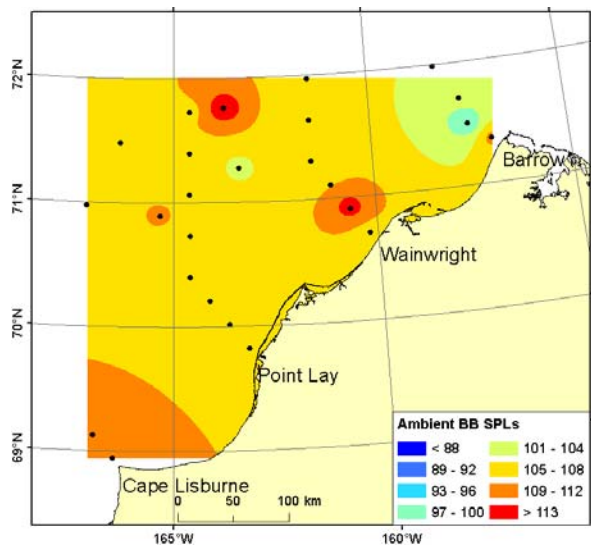 72°N
71°N
70°N
69°N
Barrow
Wainwright
Point Lay
Cape Lisburne
0 50 100 km
165°W 160°W
Ambient BB SPLs
< 88 101 - 104
89 - 92 105 - 108
93 - 96 109 - 112
97 - 100 > 113